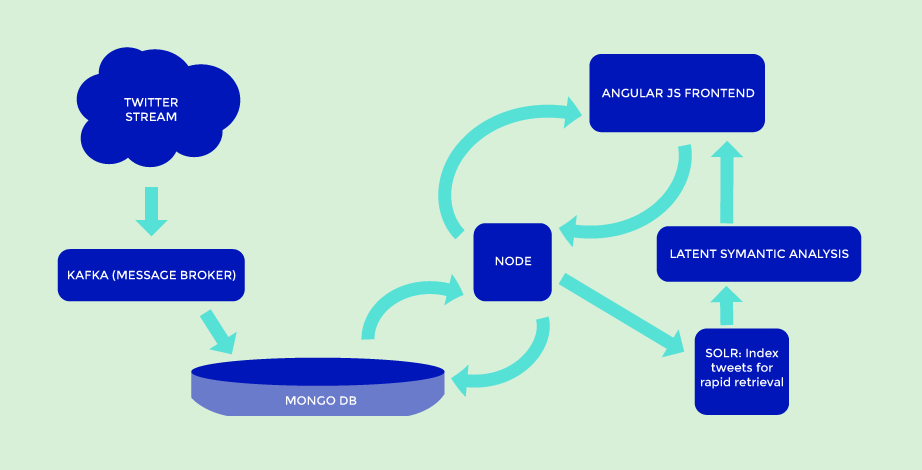 TWITTER
STREAM
ANGULAR JS FRONTEND
KAFKA (MESSAGE BROKER)
NODE
LATENT SYMANTIC ANALYSIS
SOLR: Index
tweets for
rapid retrieval
MONGO DB